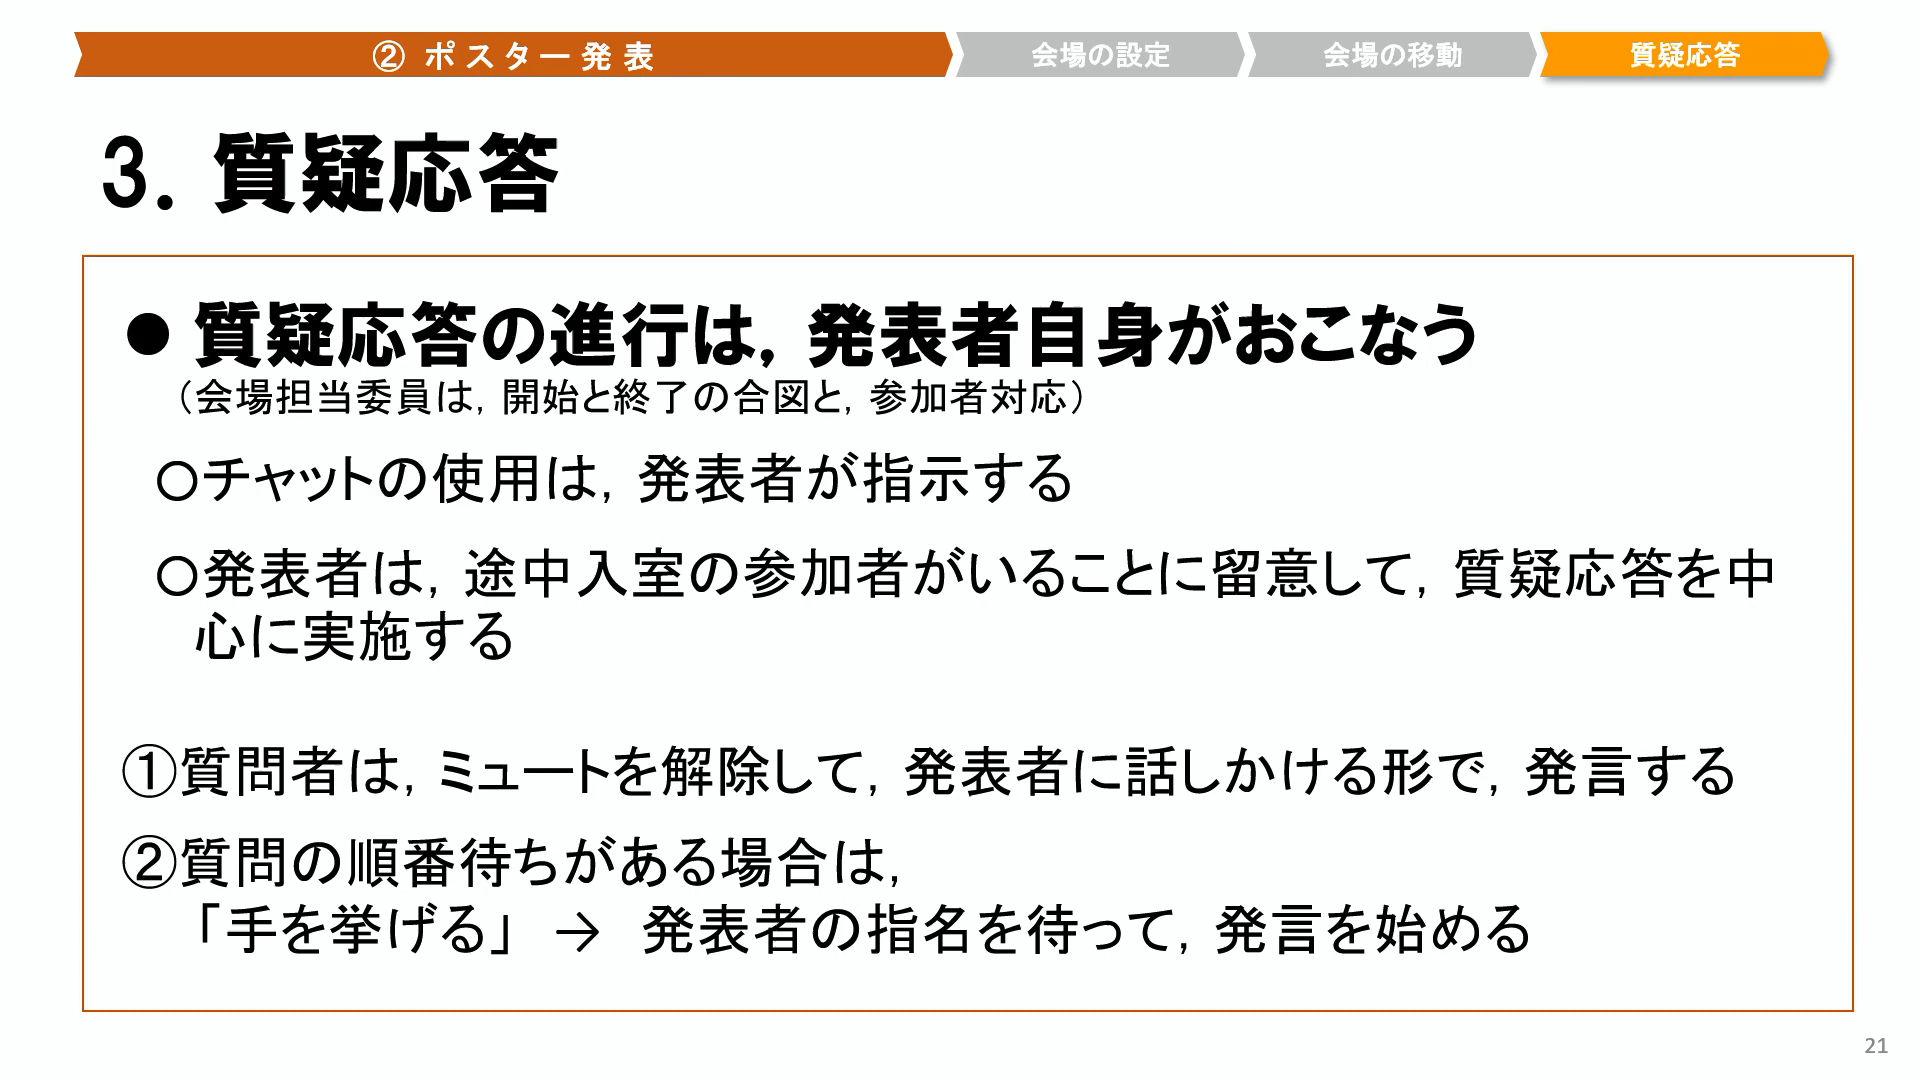 ② ポスター発表
会場の設定
会場の移動
質疑応答
3. 質疑応答
● 質疑応答の進行は，発表者自身がおこなう
（会場担当委員は，開始と終了の合図と，参加者対応）
○チャットの使用は，発表者が指示する
○発表者は，途中入室の参加者がいることに留意して，質疑応答を中
心に実施する
①質問者は，ミュートを解除して，発表者に話しかける形で，発言する
②質問の順番待ちがある場合は，
「手を挙げる」 → 発表者の指名を待って，発言を始める
21